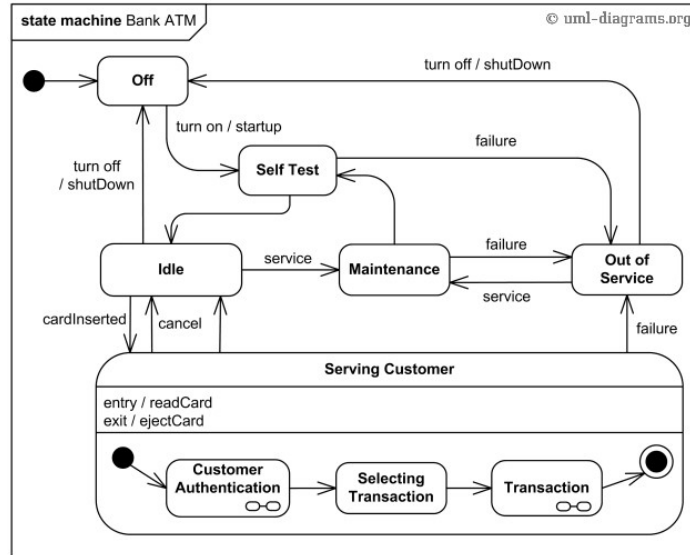 state machine Bank ATM
© uml-diagrams.org
Off
turn off / shutDown
turn on / startup
failure
turn off
/ shutDown
Self Test
Idle
service
Maintenance
failure
Out of
Service
service
cardInserted
cancel
failure
Serving Customer
entry / readCard
exit / ejectCard
Customer
Authentication
Selecting
Transaction
Transaction